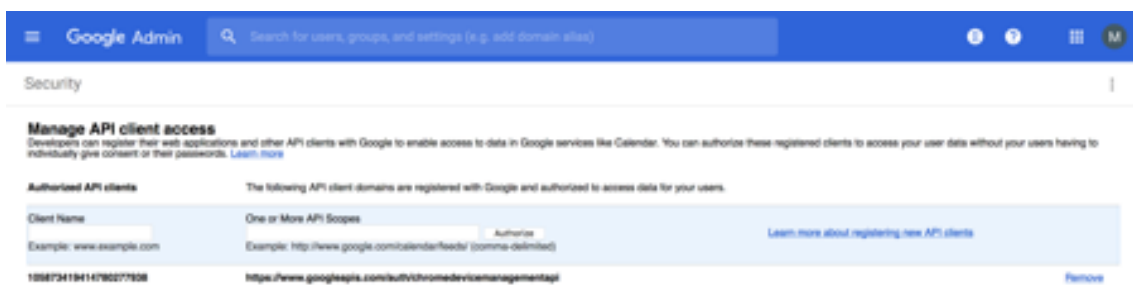 Google Admin
Search for users, groups, and settings (e.g. add domain alias)
M
Security
Manage API client access
Developers can register their web applications and other API clients with Google to enable access to data in Google services like Calendar. You can authorize these registered clients to access your user data without your users having to
individually give consent or their passwords. Learn more
Authorized API clients The following API client domains are registered with Google and authorized to access data for your users.
Client Name One or More API Scopes
Authorize
Learn more about registering new API clients
Example: www.example.com Example: http://www.google.com/calendar/feeds/ (comma-delimited)
https://www.googleapis.com/auth/chromedevicemanagementapi Remove